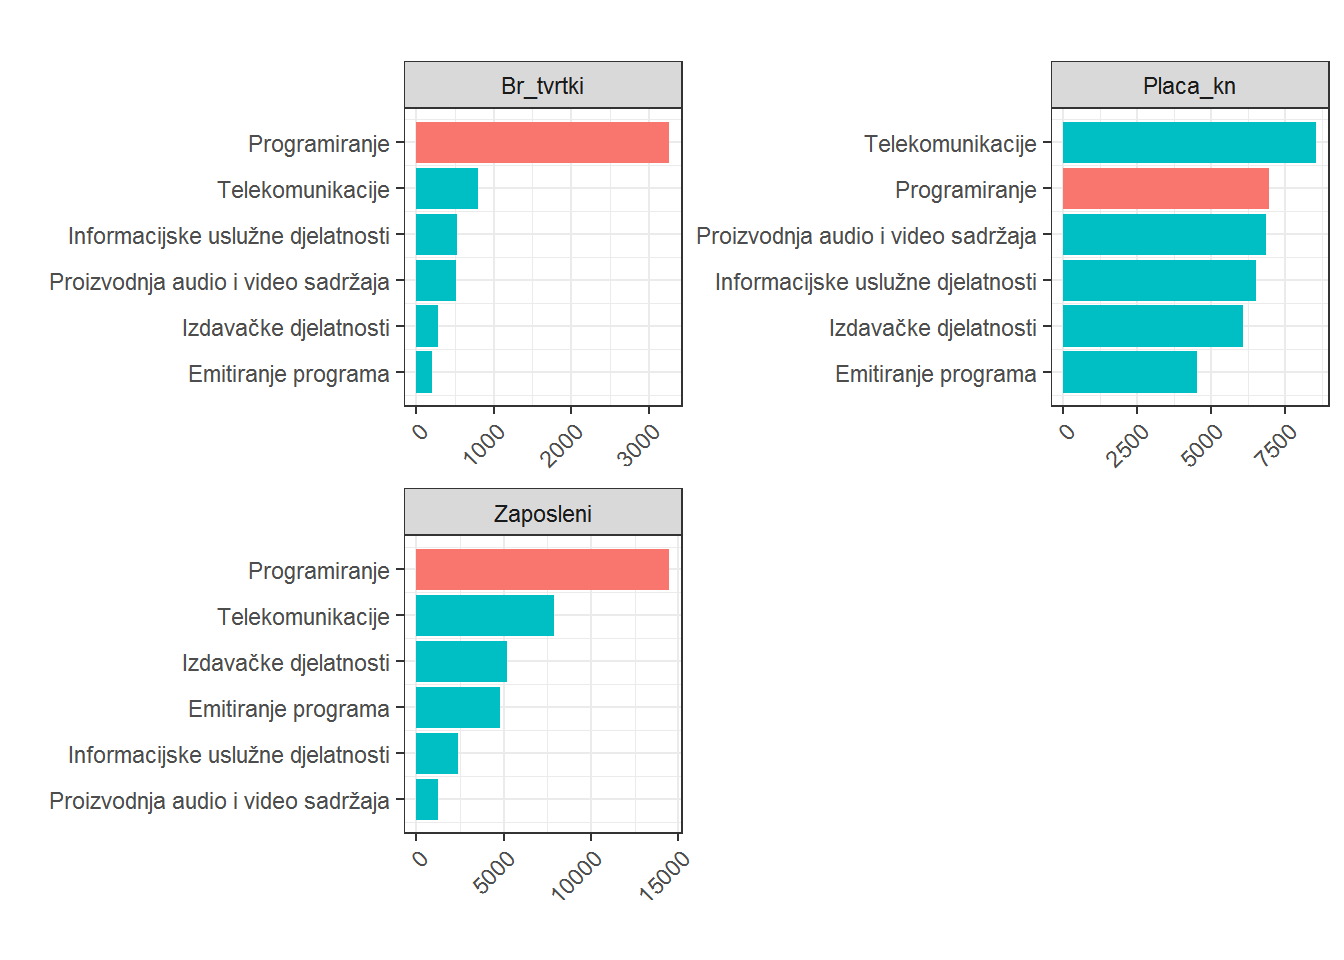 Br_tvrtki
Programiranje
Telekomunikacije
Informacijske uslužne djelatnosti
Proizvodnja audio i video sadržaja
Izdavačke djelatnosti
Emitiranje programa
0 1000 2000 3000
Placa_kn
Telekomunikacije
Programiranje
Proizvodnja audio i video sadržaja
Informacijske uslužne djelatnosti
Izdavačke djelatnosti
Emitiranje programa
0 2500 5000 7500
Zaposleni
Programiranje
Telekomunikacije
Izdavačke djelatnosti
Emitiranje programa
Informacijske uslužne djelatnosti
Proizvodnja audio i video sadržaja
0 5000 10000 15000